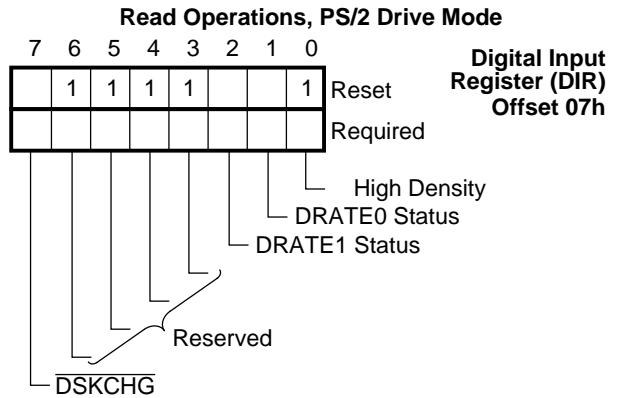 Read Operations, PS/2 Drive Mode
7 6 5 4 3 2 1 0
Digital Input
Register (DIR)
Offset 07h
1 1 1 1 1 Reset
Required
High Density
DRATE0 Status
DRATE1 Status
Reserved
DSKCHG